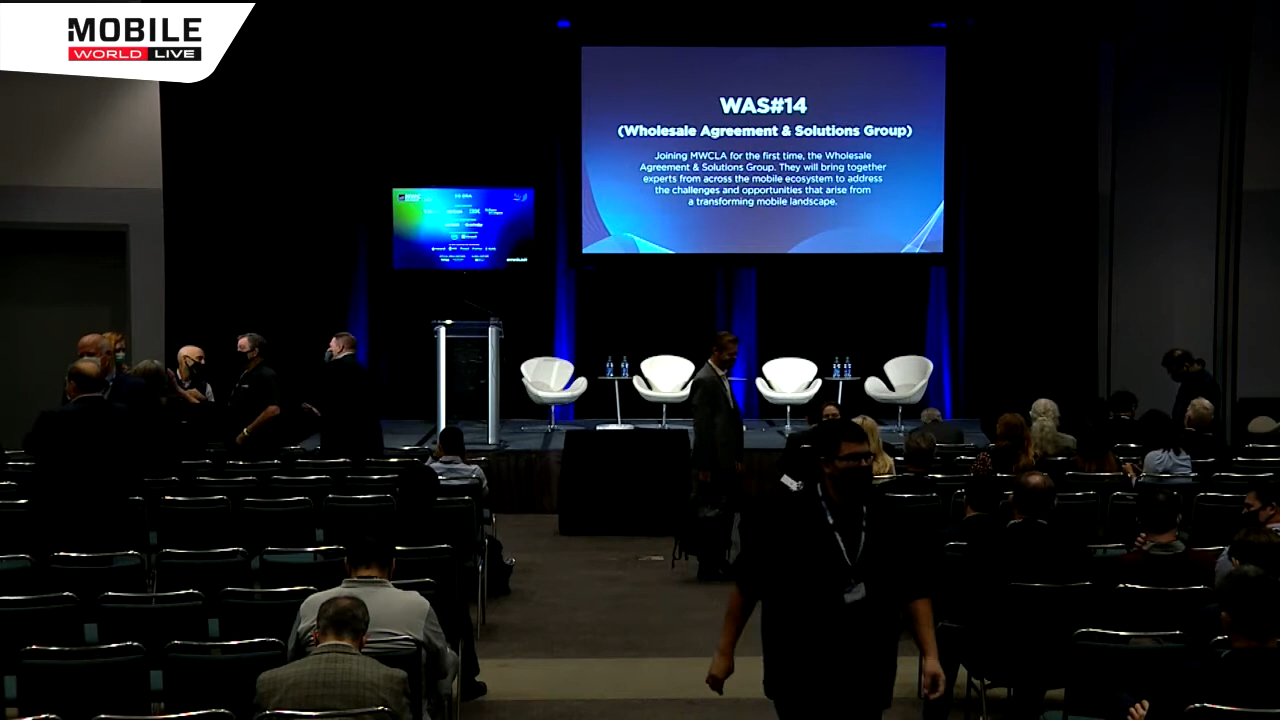 MOBILE
WORLD LIVE
WAS#14
(Wholesale Agreement & Solutions Group)
Joining MWCLA for the first time, the Wholesale
Agreement & Solutions Group. They will bring together
experts from across the mobile ecosystem to address
the challenges and opportunities that arise from
a transforming mobile landscape.